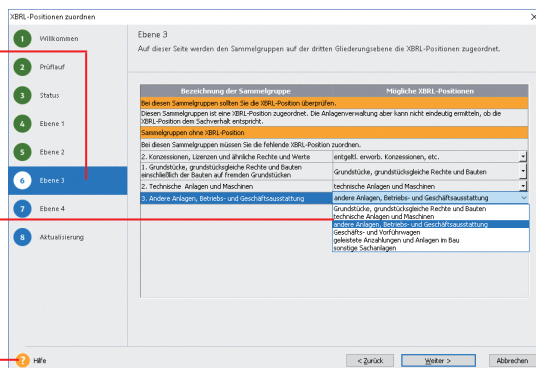 XBRL-Positionen zuordnen
1 Willkommen
2 Prüflauf
3 Status
4 Ebene 1
5 Ebene 2
6 Ebene 3
7 Ebene 4
8 Aktualisierung
? Hilfe
Ebene 3
Auf dieser Seite werden den Sammelgruppen auf der dritten Gliederungsebene die XBRL-Positionen zugeordnet.
Bezeichnung der Sammelgruppe Mögliche XBRL-Positionen
Bei diesen Sammelgruppen sollten Sie die XBRL-Position überprüfen.
Diesen Sammelgruppen ist eine XBRL-Position zugeordnet. Die Anlagenverwaltung aber kann nicht eindeutig ermitteln, ob die
XBRL-Position dem Sachverhalt entspricht.
Sammelgruppen ohne XBRL-Position
Bei diesen Sammelgruppen müssen Sie die fehlende XBRL-Position zuordnen.
2. Konzessionen, Lizenzen und ähnliche Rechte und Werte entgeltl. erworb. Konzessionen, etc.
1. Grundstücke, grundstücksgleiche Rechte und Bauten
einschließlich der Bauten auf fremden Grundstücken Grundstücke, grundstücksgleiche Rechte und Bauten
2. Technische Anlagen und Maschinen technische Anlagen und Maschinen
3. Andere Anlagen, Betriebs- und Geschäftsausstattung andere Anlagen, Betriebs- und Geschäftsausstattung
Grundstücke, grundstücksgleiche Rechte und Bauten
technische Anlagen und Maschinen
andere Anlagen, Betriebs- und Geschäftsausstattung
Geschäfts- und Vorführwagen
geleistete Anzahlungen und Anlagen im Bau
sonstige Sachanlagen
< Zurück Weiter > Abbrechen